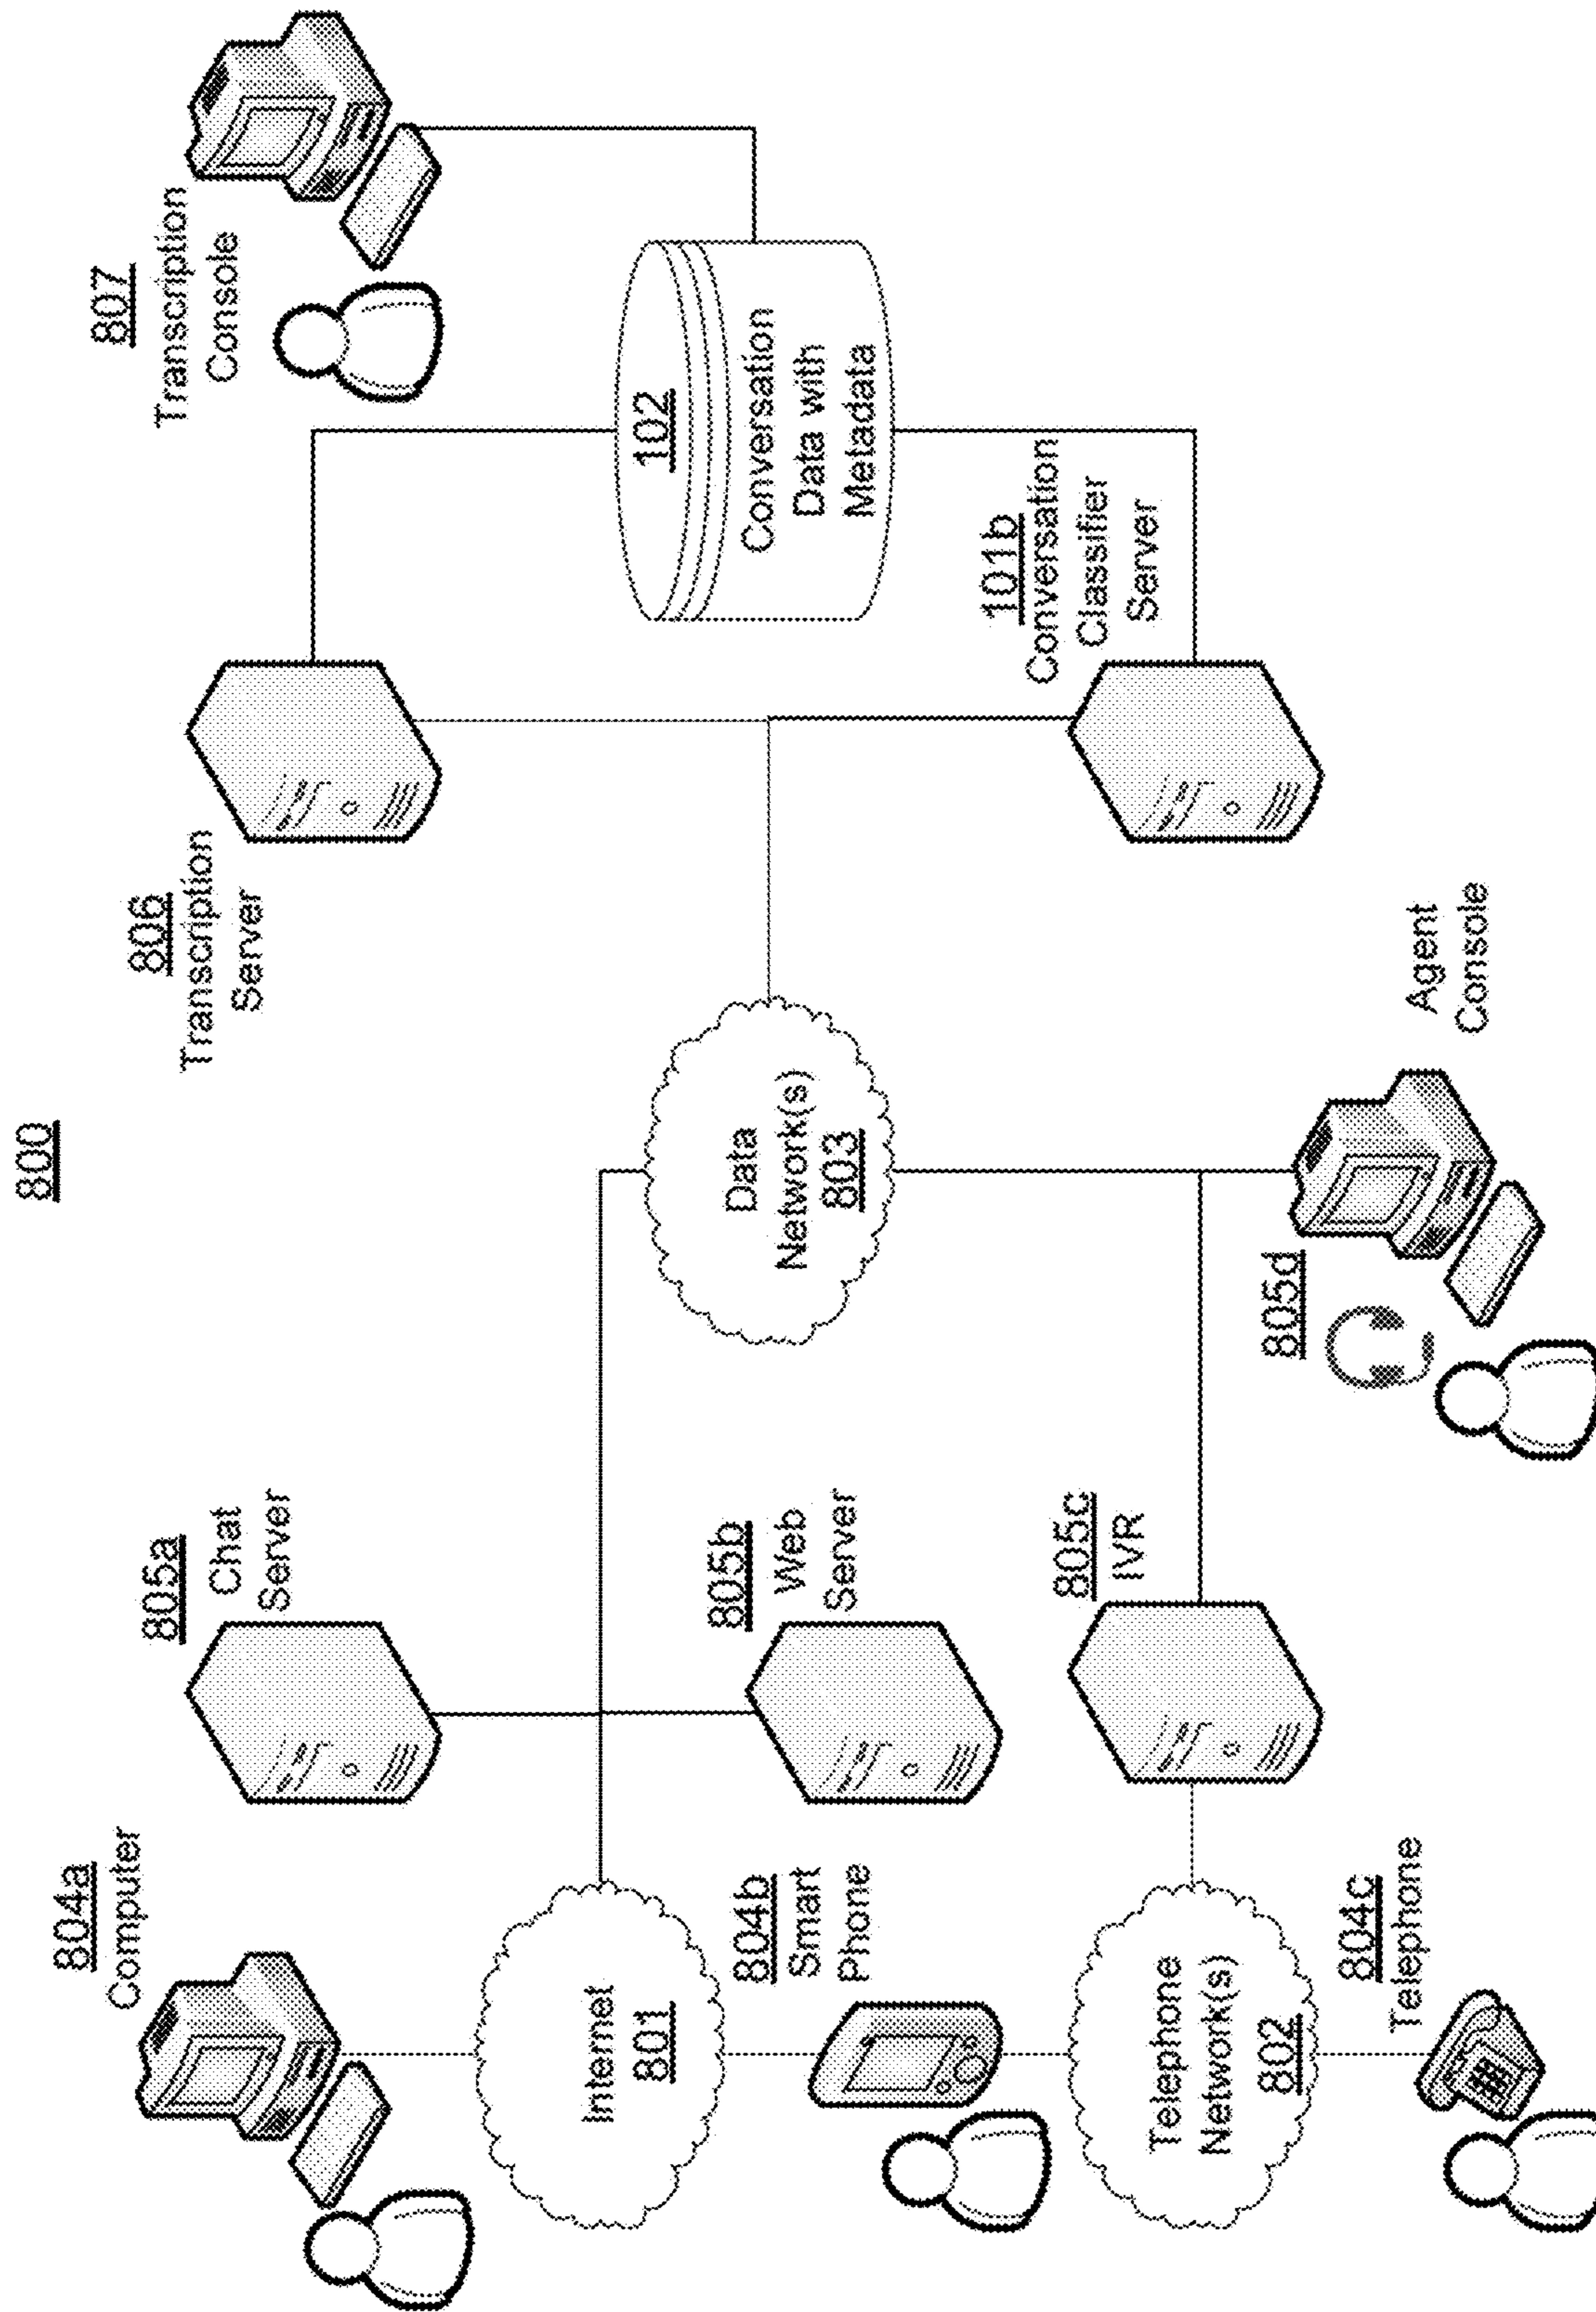 800
804a
Computer
805a
Chat
Server
806
Transcription
Server
807
Transcription
Console
Internet
801
804b
Smart
Phone
805b
Web
Server
Data
Network(s)
803
102
Conversation
Data with
Metadata
Telephone
Network(s)
802
805c
IVR
101b
Conversation
Classifier
Server
804c
Telephone
805d
Agent
Console